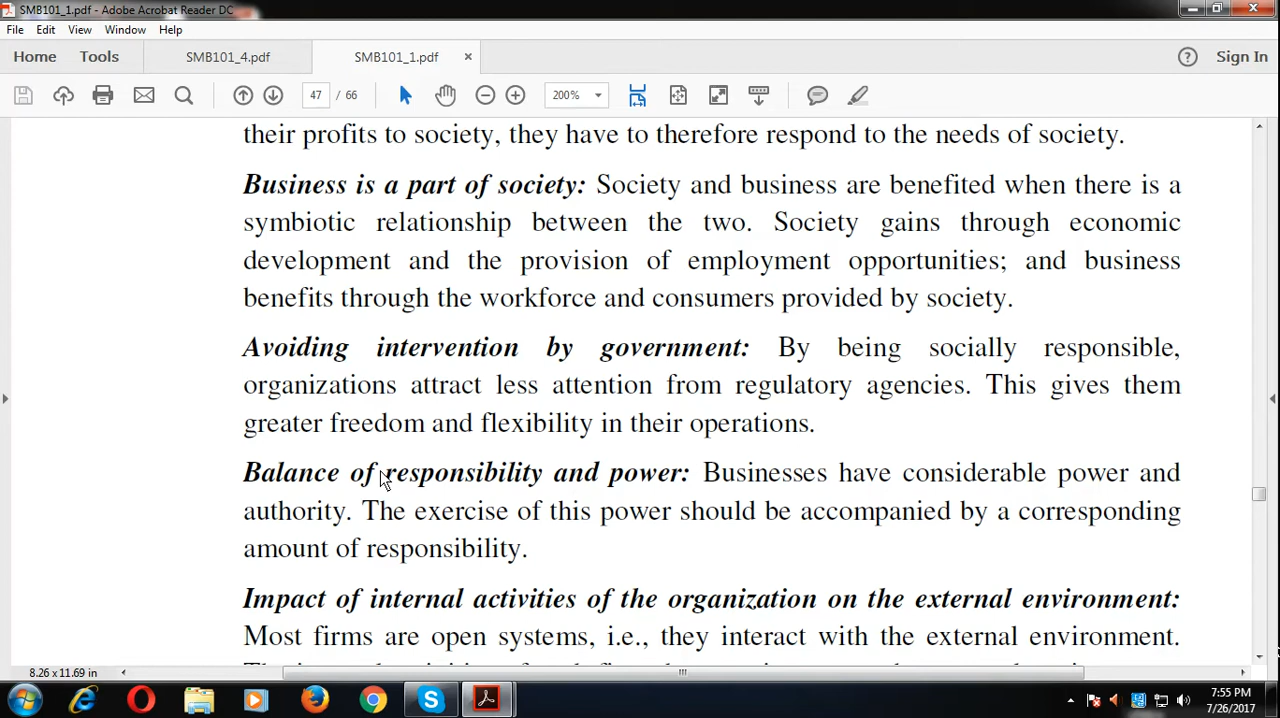 SMB101_1.pdf - Adobe Acrobat Reader DC
File Edit View Window Help
Home Tools SMB101_4.pdf SMB101_1.pdf × Sign In
47 / 66 200%
their profits to society, they have to therefore respond to the needs of society.
Business is a part of society: Society and business are benefited when there is a
symbiotic relationship between the two. Society gains through economic
development and the provision of employment opportunities; and business
benefits through the workforce and consumers provided by society.
Avoiding intervention by government: By being socially responsible,
organizations attract less attention from regulatory agencies. This gives them
greater freedom and flexibility in their operations.
Balance of responsibility and power: Businesses have considerable power and
authority. The exercise of this power should be accompanied by a corresponding
amount of responsibility.
Impact of internal activities of the organization on the external environment:
Most firms are open systems, i.e., they interact with the external environment.
8.26 x 11.69 in
7:55 PM
7/26/2017